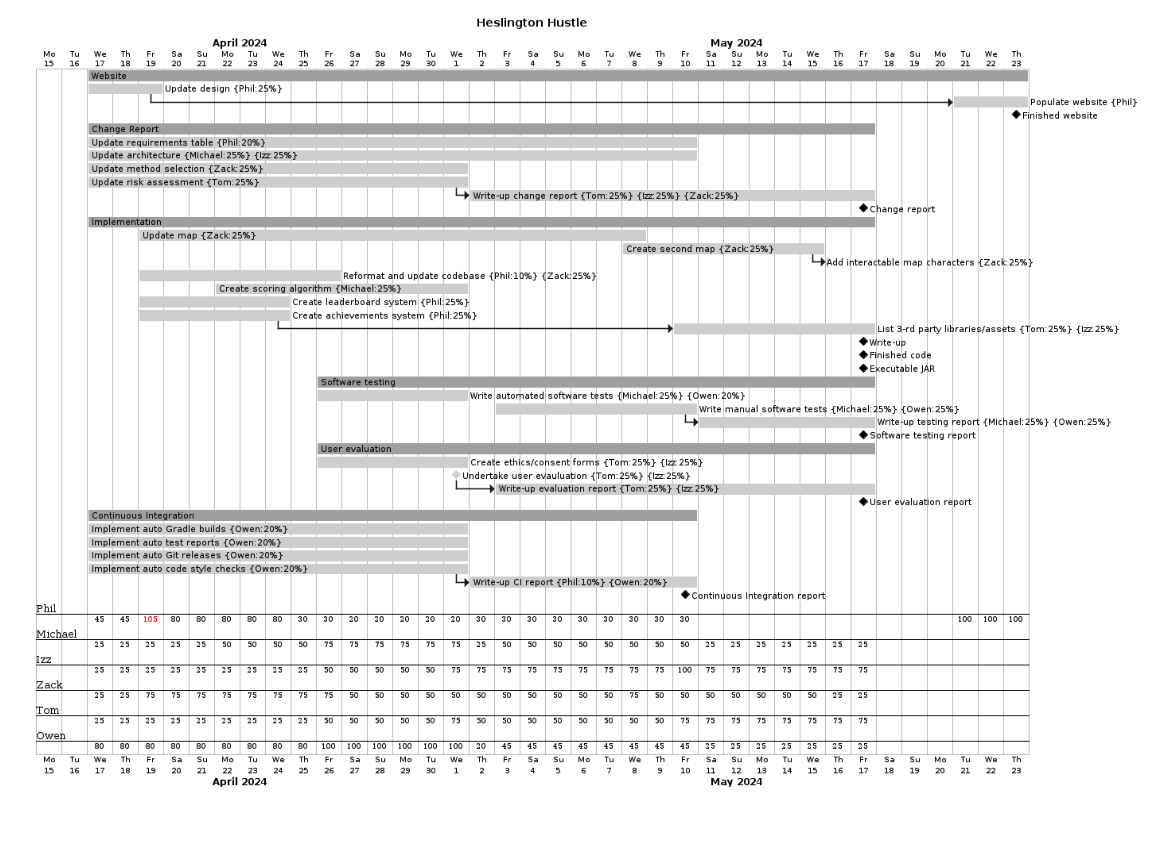 Heslington Hustle
April 2024 May 2024
Mo Tu We Th Fr Sa Su Mo Tu We Th Fr Sa Su Mo Tu We Th Fr Sa Su Mo Tu We Th Fr Sa Su Mo Tu We Th Fr Sa Su Mo Tu We Th
15 16 17 18 19 20 21 22 23 24 25 26 27 28 29 30 1 2 3 4 5 6 7 8 9 10 11 12 13 14 15 16 17 18 19 20 21 22 23
Website
Update design {Phil:25%}
Populate website {Phil}
Finished website
Change Report
Update requirements table {Phil:20%}
Update architecture {Michael:25%} {Izz:25%}
Update method selection {Zack:25%}
Update risk assessment {Tom:25%}
Write-up change report {Tom:25%} {Izz:25%} {Zack:25%}
Change report
Implementation
Update map {Zack:25%}
Create second map {Zack:25%}
Add interactable map characters {Zack:25%}
Reformat and update codebase {Phil:10%} {Zack:25%}
Create scoring algorithm {Michael:25%}
Create leaderboard system {Phil:25%}
Create achievements system {Phil:25%}
List 3-rd party libraries/assets {Tom:25%} {Izz:25%}
Write-up
Finished code
Executable JAR
Software testing
Write automated software tests {Michael:25%} {Owen:20%}
Write manual software tests {Michael:25%} {Owen:25%}
Write-up testing report {Michael:25%} {Owen:25%}
Software testing report
User evaluation
Create ethics/consent forms {Tom:25%} {Izz:25%}
Undertake user evauluation {Tom:25%} {Izz:25%}
Write-up evaluation report {Tom:25%} {Izz:25%}
User evaluation report
Continuous Integration
Implement auto Gradle builds {Owen:20%}
Implement auto test reports {Owen:20%}
Implement auto Git releases {Owen:20%}
Implement auto code style checks {Owen:20%}
Write-up CI report {Phil:10%} {Owen:20%}
Continuous Integration report
Phil
45 45 105 80 80 80 80 80 30 30 20 20 20 20 20 30 30 30 30 30 30 30 30 30 100 100 100
Michael
25 25 25 25 25 50 50 50 50 75 75 75 75 75 75 25 50 50 50 50 50 50 50 50 25 25 25 25 25 25 25
Izz
25 25 25 25 25 25 25 25 25 50 50 50 50 50 75 50 75 75 75 75 75 75 75 100 75 75 75 75 75 75 75
Zack
25 25 75 75 75 75 75 75 75 75 50 50 50 50 50 50 50 50 50 50 50 75 50 50 50 50 50 50 50 25 25
Tom
25 25 25 25 25 25 25 25 25 50 50 50 50 50 75 50 50 50 50 50 50 50 50 75 75 75 75 75 75 75 75
Owen
80 80 80 80 80 80 80 80 80 100 100 100 100 100 100 20 45 45 45 45 45 45 45 45 25 25 25 25 25 25 25
Mo Tu We Th Fr Sa Su Mo Tu We Th Fr Sa Su Mo Tu We Th Fr Sa Su Mo Tu We Th Fr Sa Su Mo Tu We Th Fr Sa Su Mo Tu We Th
15 16 17 18 19 20 21 22 23 24 25 26 27 28 29 30 1 2 3 4 5 6 7 8 9 10 11 12 13 14 15 16 17 18 19 20 21 22 23
April 2024 May 2024